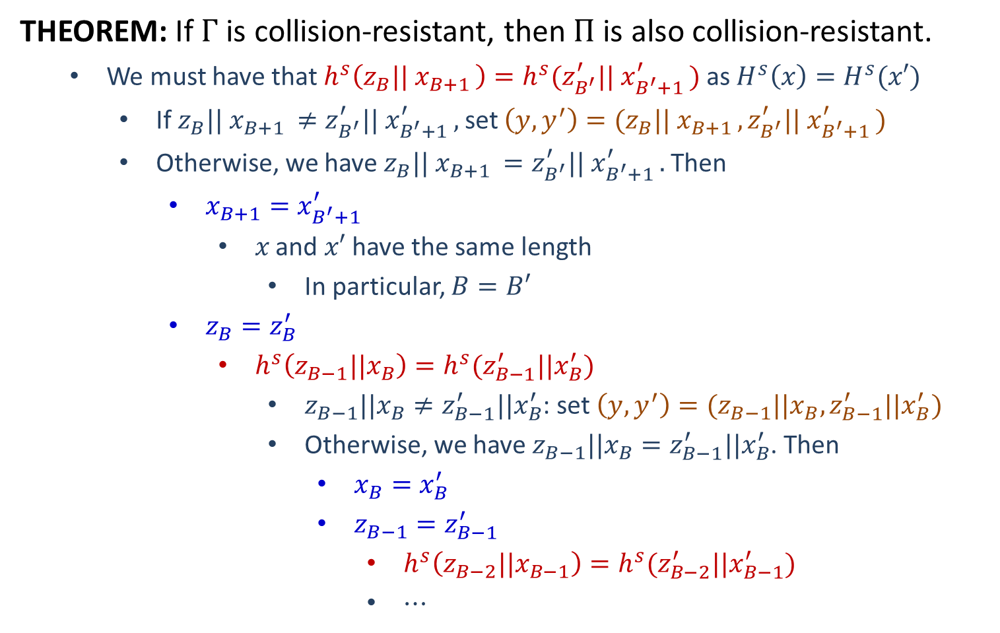 THEOREM: If Γ is collision-resistant, then Π is also collision-resistant.
• We must have that $h^s(z_B || x_{B+1}) = h^s(z'_{B'} || x'_{B'+1})$ as $H^s(x) = H^s(x')$
• If $z_B || x_{B+1} \neq z'_{B'} || x'_{B'+1}$, set $(y, y') = (z_B || x_{B+1}, z'_{B'} || x'_{B'+1})$
• Otherwise, we have $z_B || x_{B+1} = z'_{B'} || x'_{B'+1}$. Then
• $x_{B+1} = x'_{B'+1}$
• $x$ and $x'$ have the same length
• In particular, $B = B'$
• $z_B = z'_B$
• $h^s(z_{B-1} || x_B) = h^s(z'_{B-1} || x'_B)$
• $z_{B-1} || x_B \neq z'_{B-1} || x'_B$: set $(y, y') = (z_{B-1} || x_B, z'_{B-1} || x'_B)$
• Otherwise, we have $z_{B-1} || x_B = z'_{B-1} || x'_B$. Then
• $x_B = x'_B$
• $z_{B-1} = z'_{B-1}$
• $h^s(z_{B-2} || x_{B-1}) = h^s(z'_{B-2} || x'_{B-1})$
• ⋯